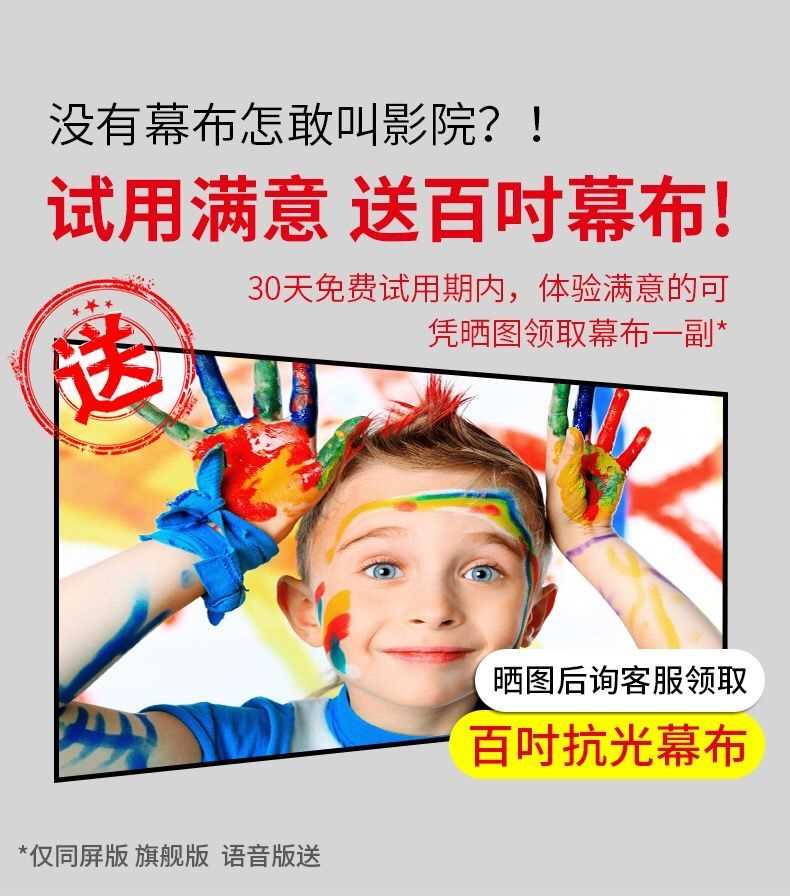 没有幕布怎敢叫影院？！
试用满意 送百吋幕布！
30天免费试用期内，体验满意的可
凭晒图领取幕布一副*
送
晒图后询客服领取
百吋抗光幕布
*仅同屏版 旗舰版 语音版送